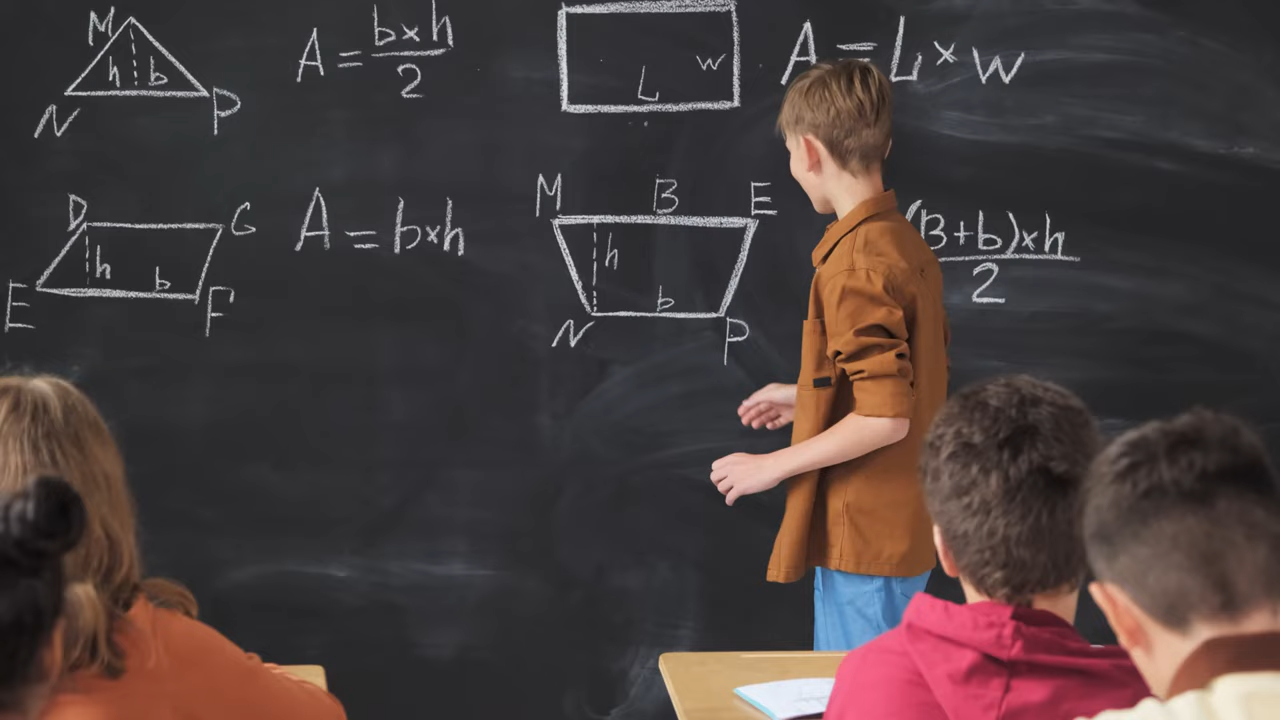 M
h b
N P
A = b×h
2
L w
A = L×w
D G
h b
E F
A = b×h
M B E
h
b
N P
(B+b)×h
2